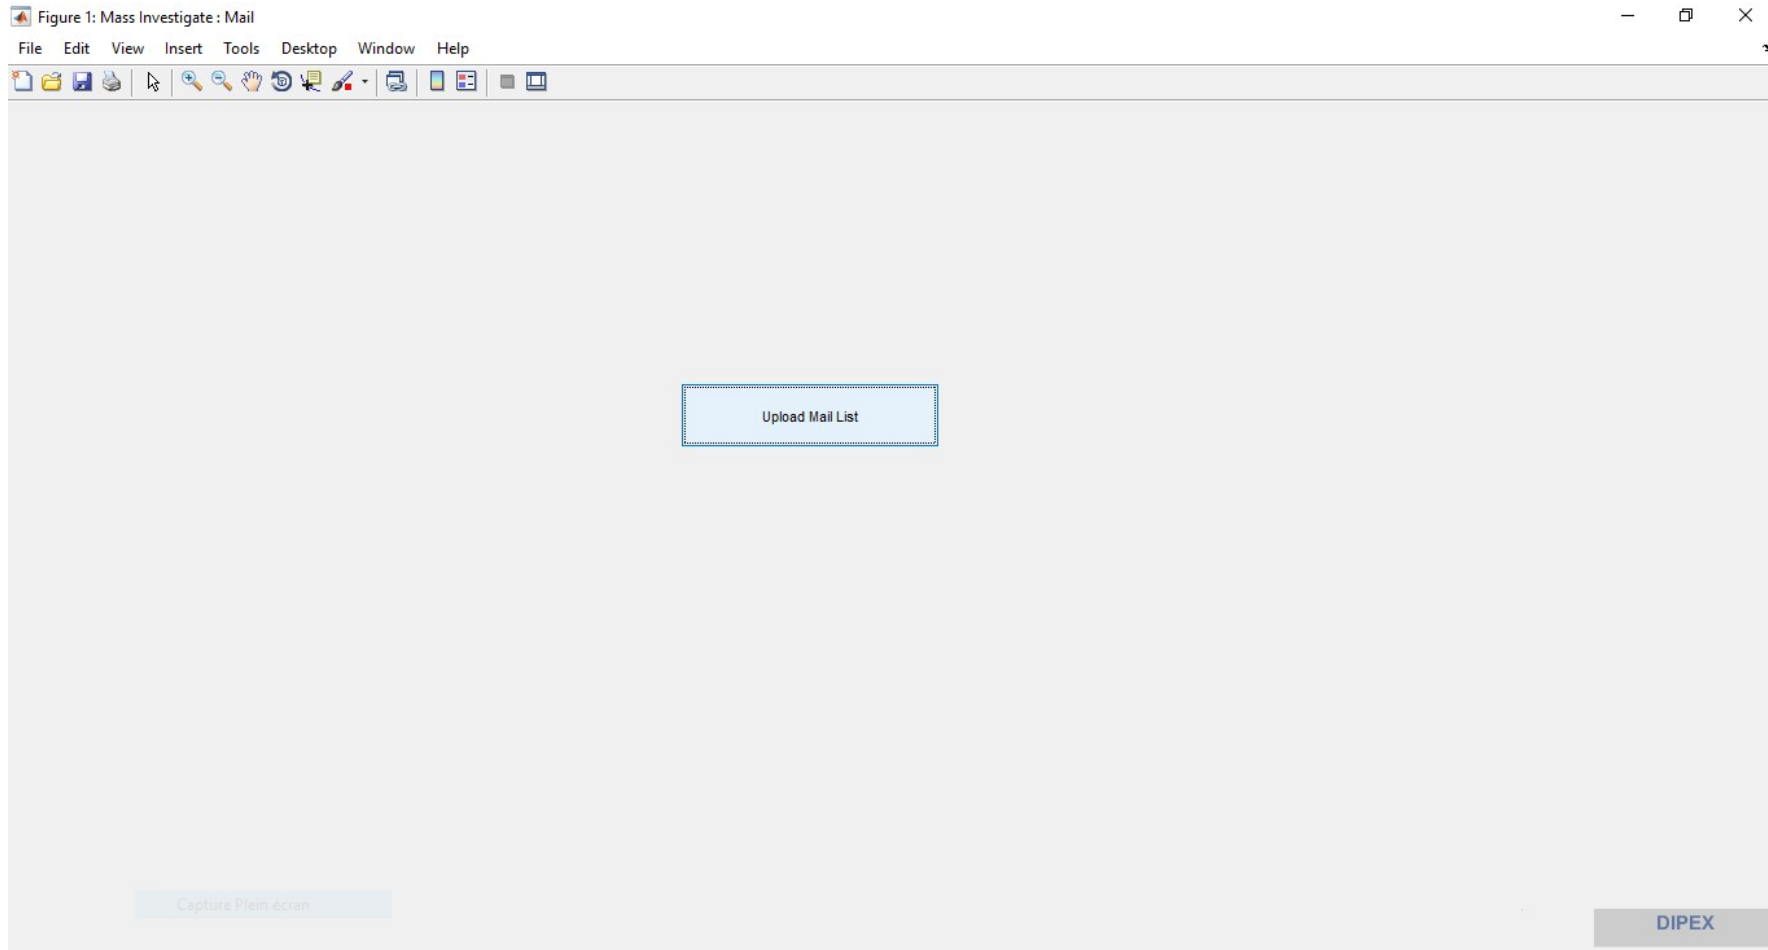 Figure 1: Mass Investigate : Mail
File Edit View Insert Tools Desktop Window Help
Upload Mail List
Capture Plein écran
DIPEX